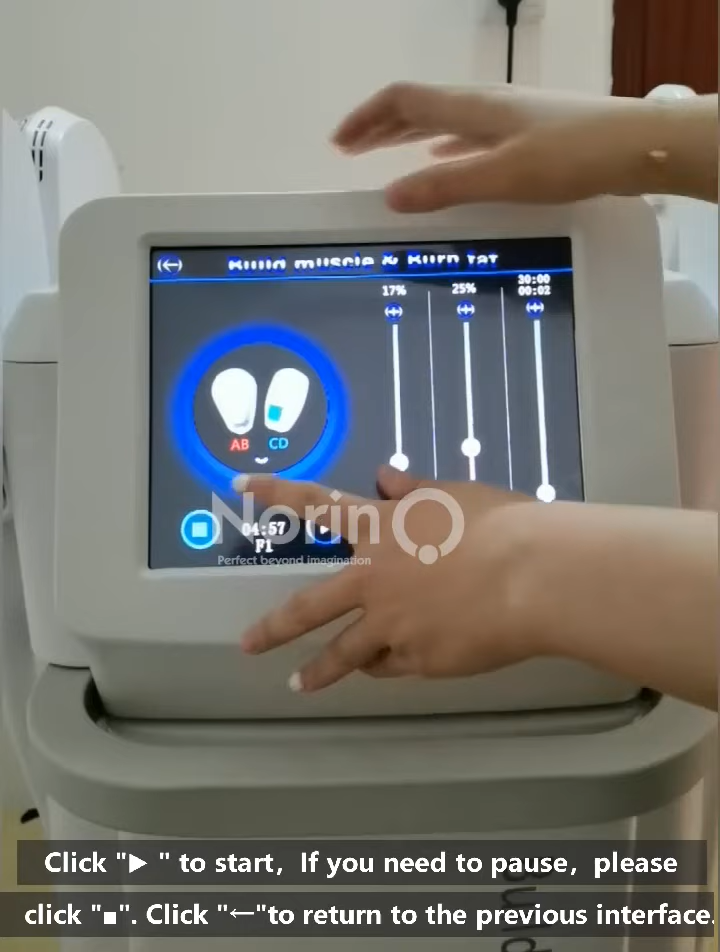 Build muscle & Burn fat
17%
25%
30:00
00:02
AB
CD
04:57
F1
Norin
Perfect beyond imagination
Click "▶ " to start, If you need to pause, please
click "■". Click "←"to return to the previous interface.